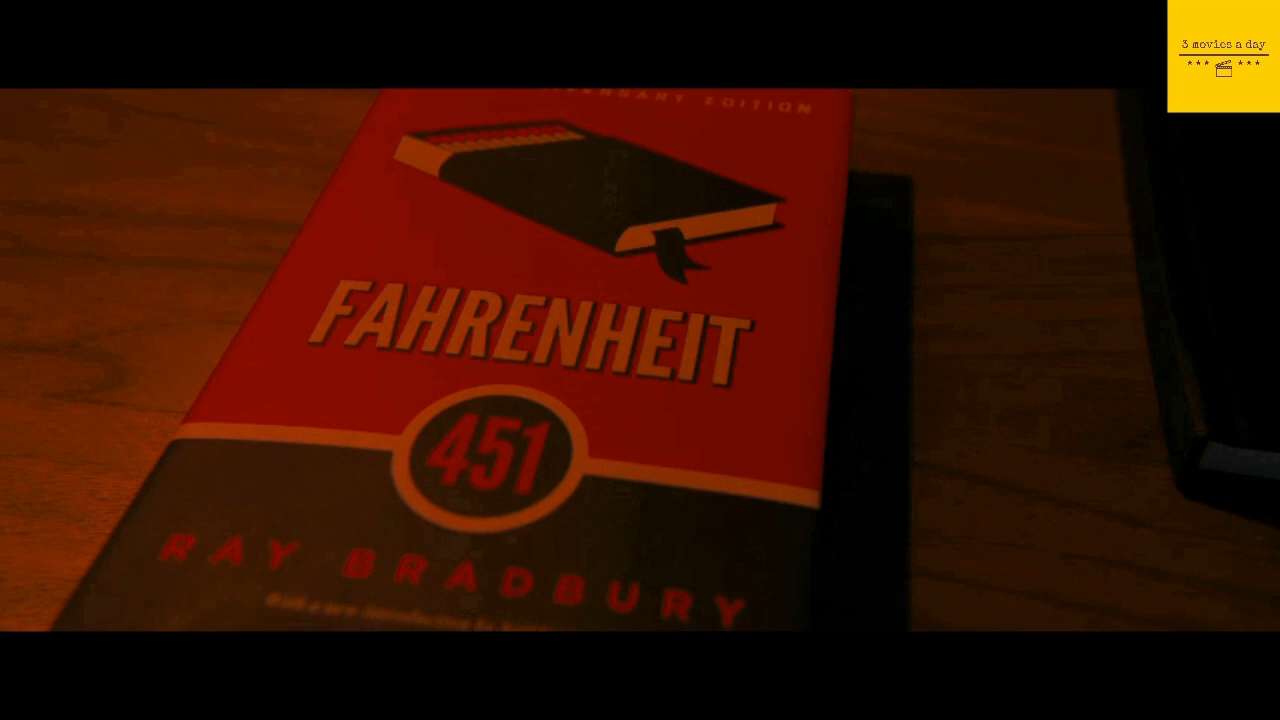 3 movies a day
EDITION
FAHRENHEIT
451
RAY BRADBURY